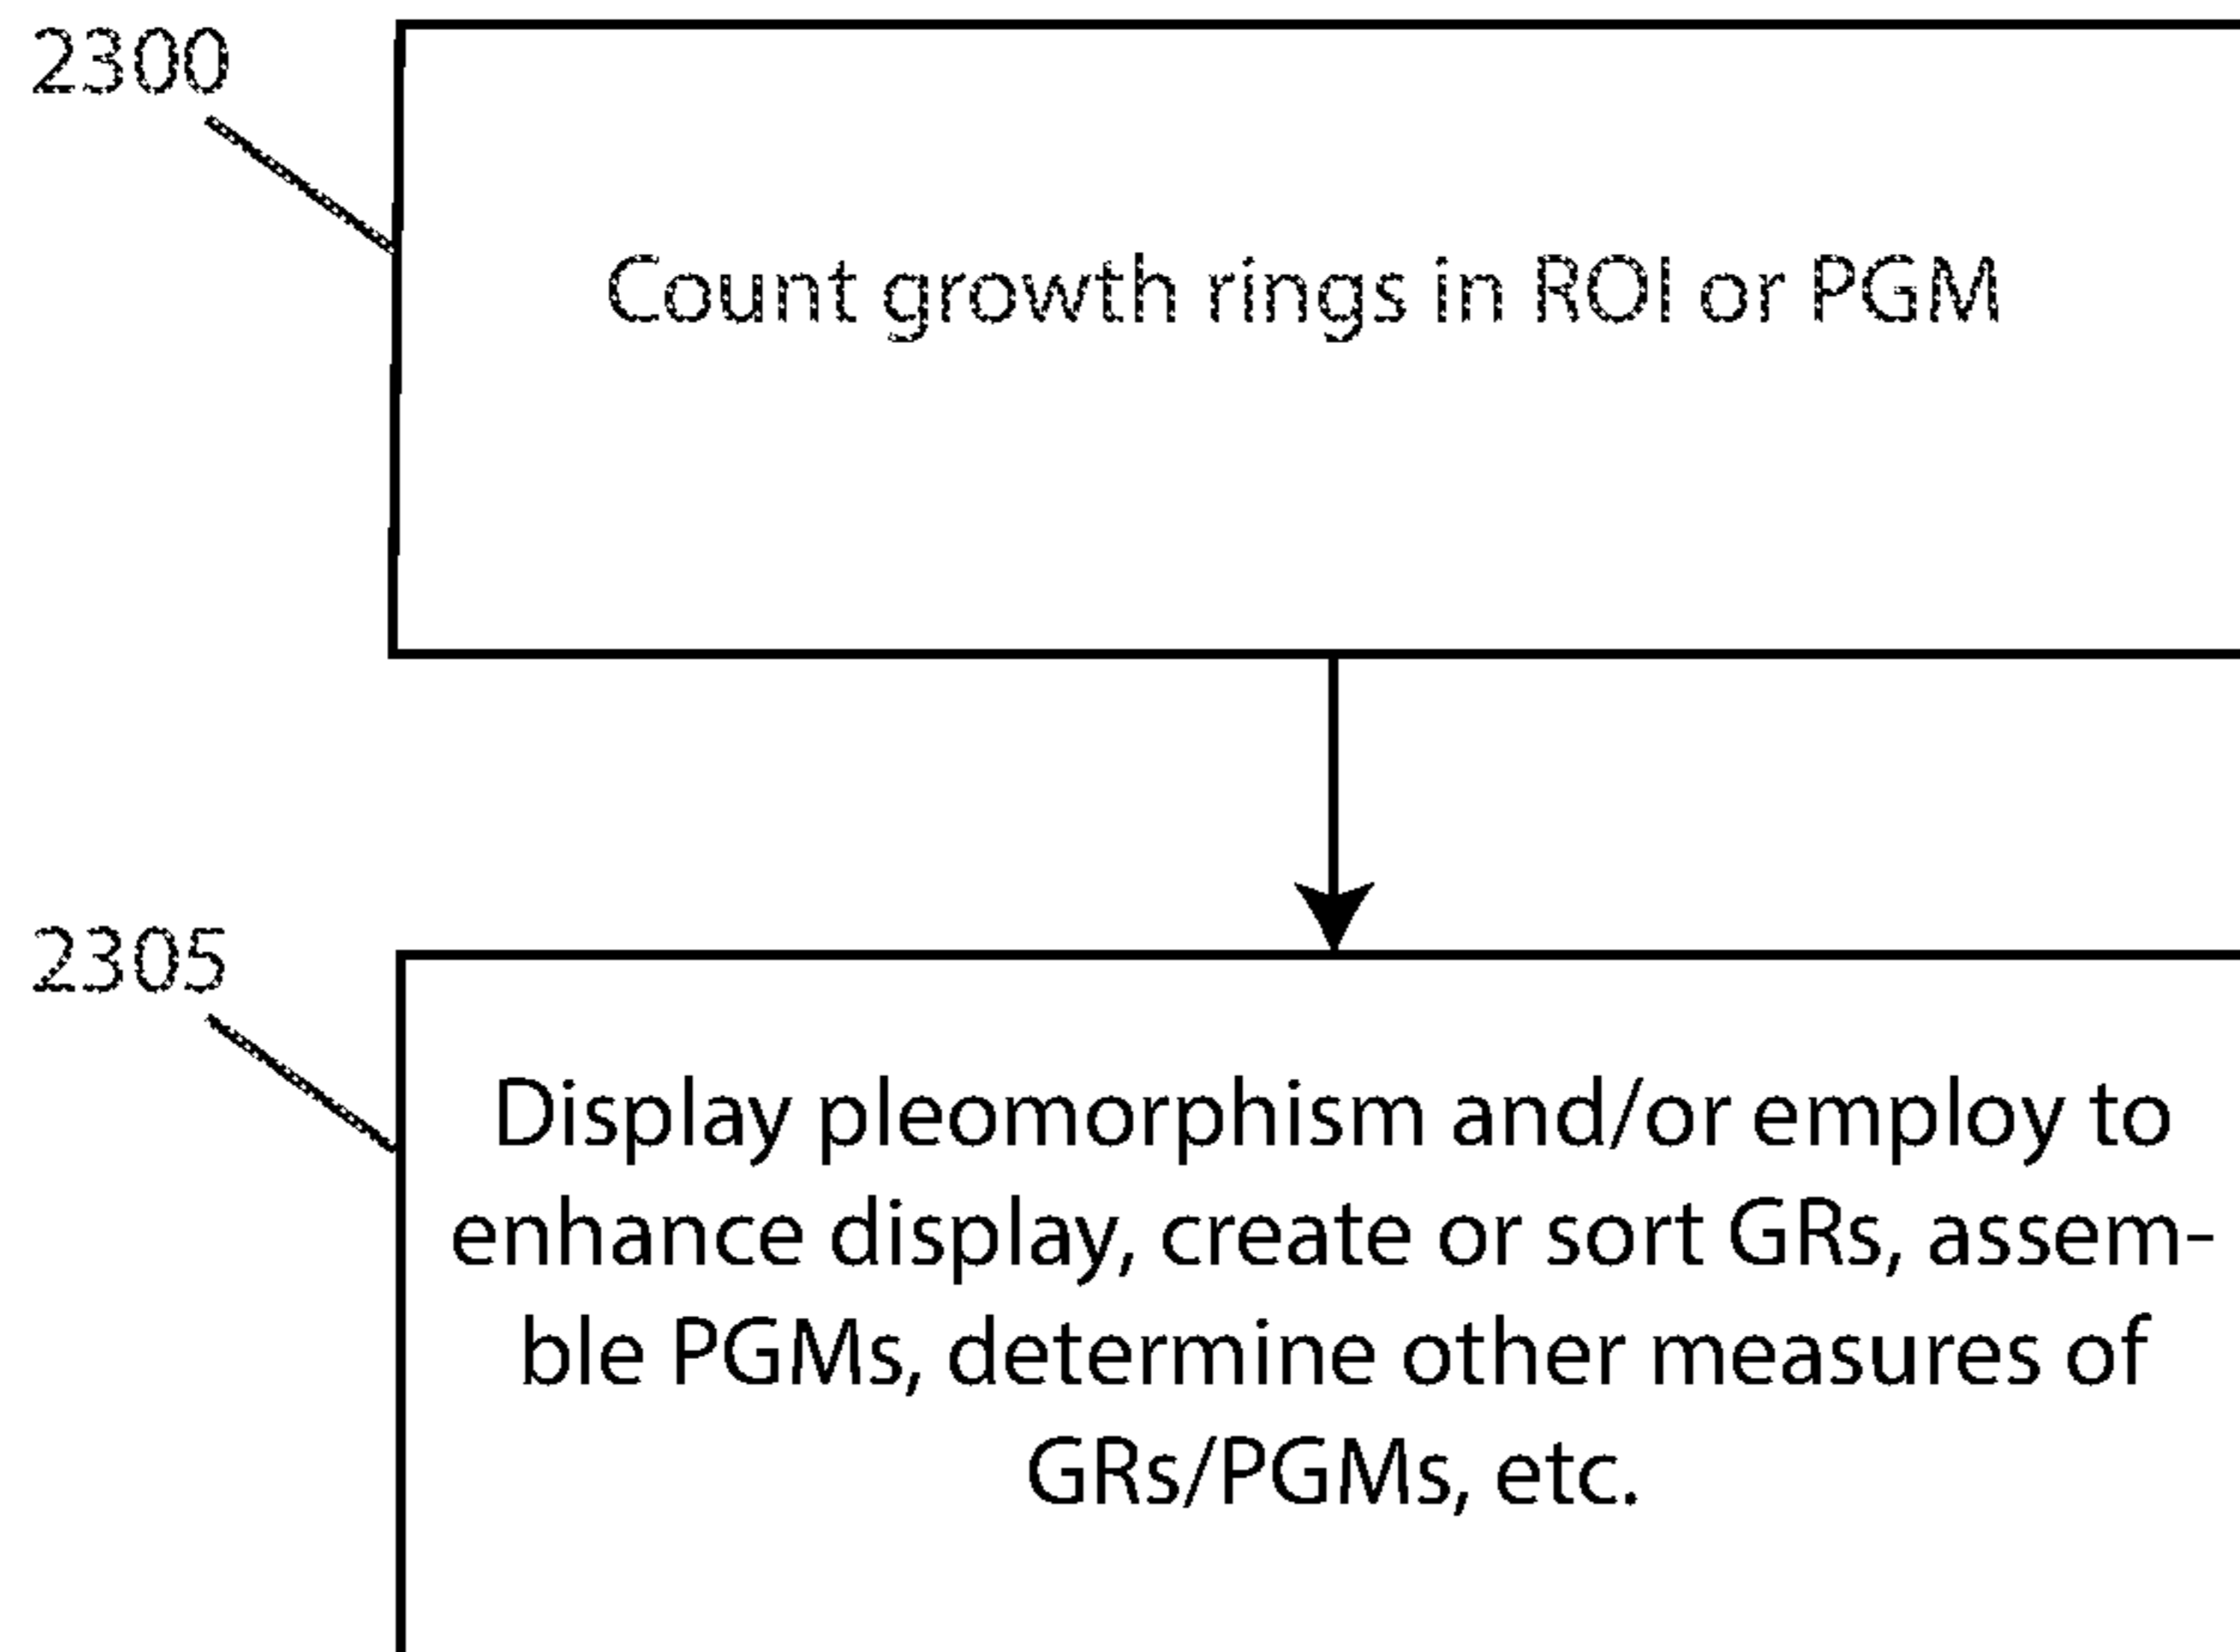 2300
Count growth rings in ROI or PGM
2305
Display pleomorphism and/or employ to
enhance display, create or sort GRs, assem-
ble PGMs, determine other measures of
GRs/PGMs, etc.